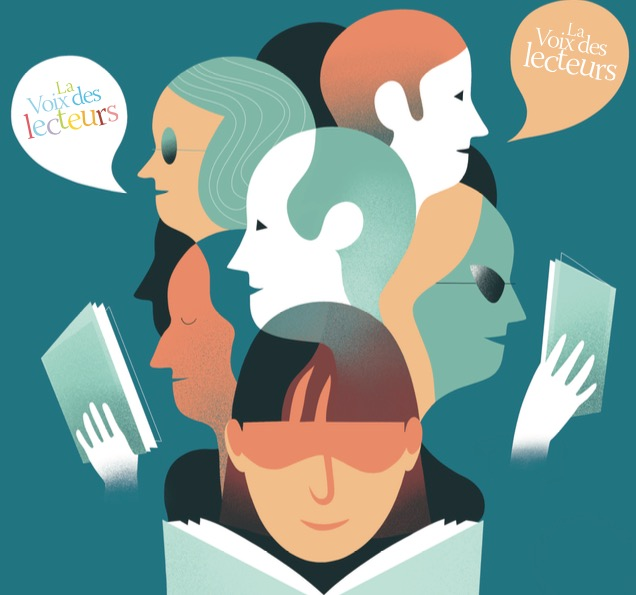 La
Voix des
lecteurs
La
Voix des
lecteurs